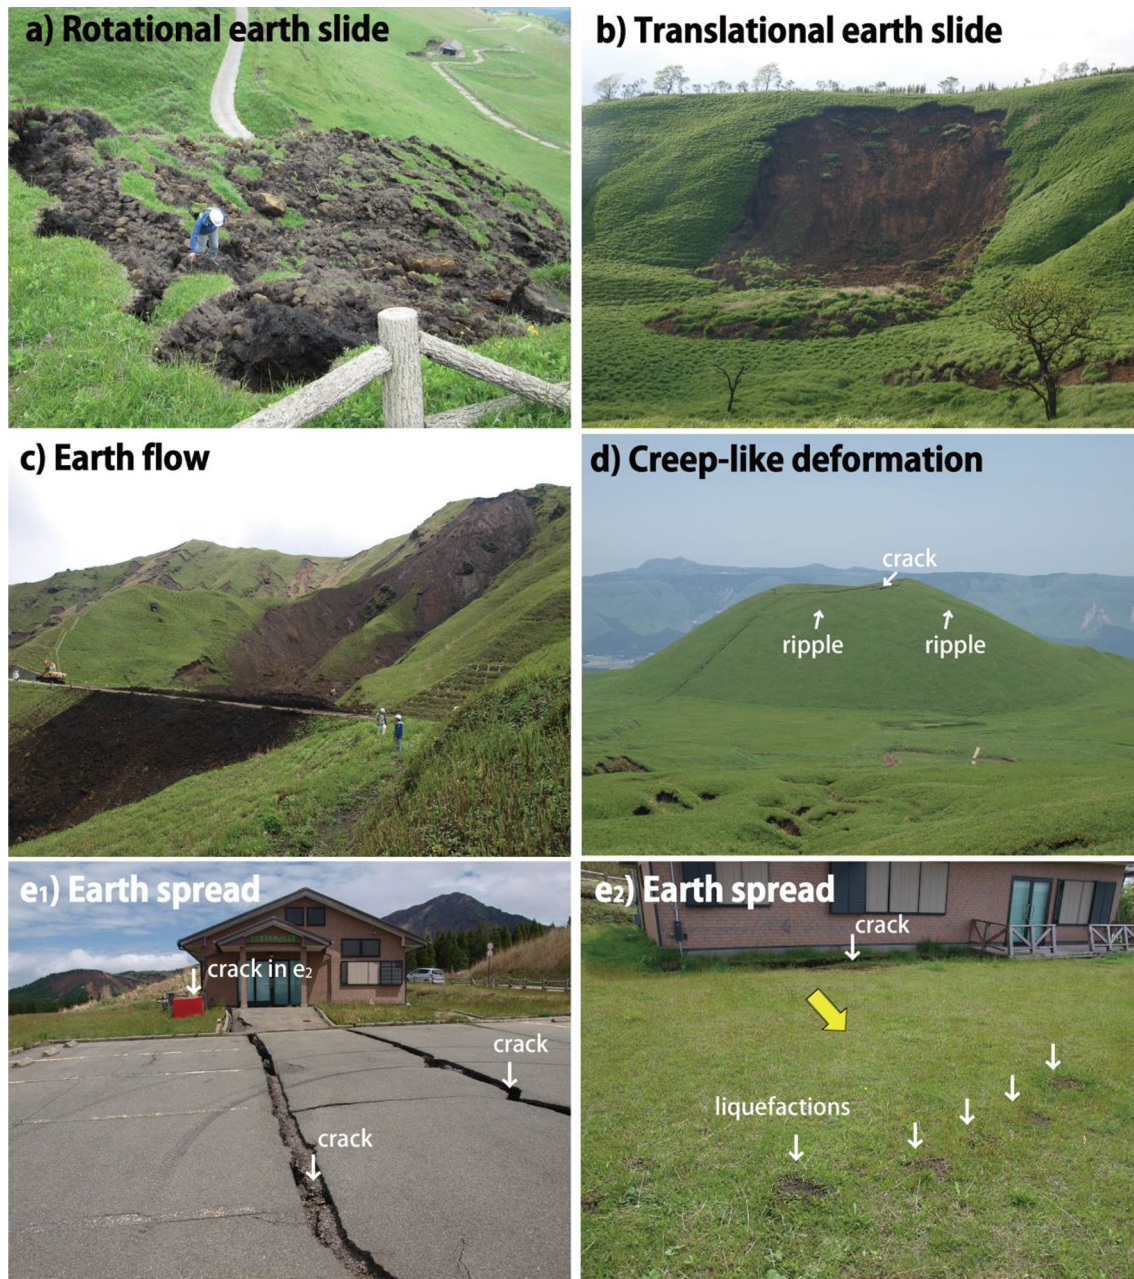 a) Rotational earth slide
b) Translational earth slide
c) Earth flow
d) Creep-like deformation
crack
ripple
ripple
e1) Earth spread
crack in e2
crack
crack
e2) Earth spread
crack
liquefactions